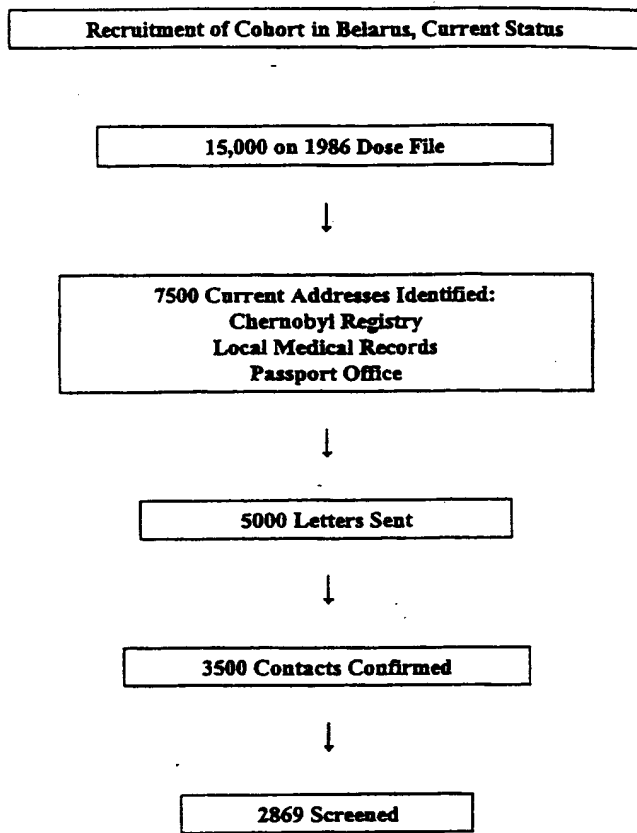 Recruitment of Cohort in Belarus, Current Status
15,000 on 1986 Dose File
7500 Current Addresses Identified:
Chernobyl Registry
Local Medical Records
Passport Office
5000 Letters Sent
3500 Contacts Confirmed
2869 Screened